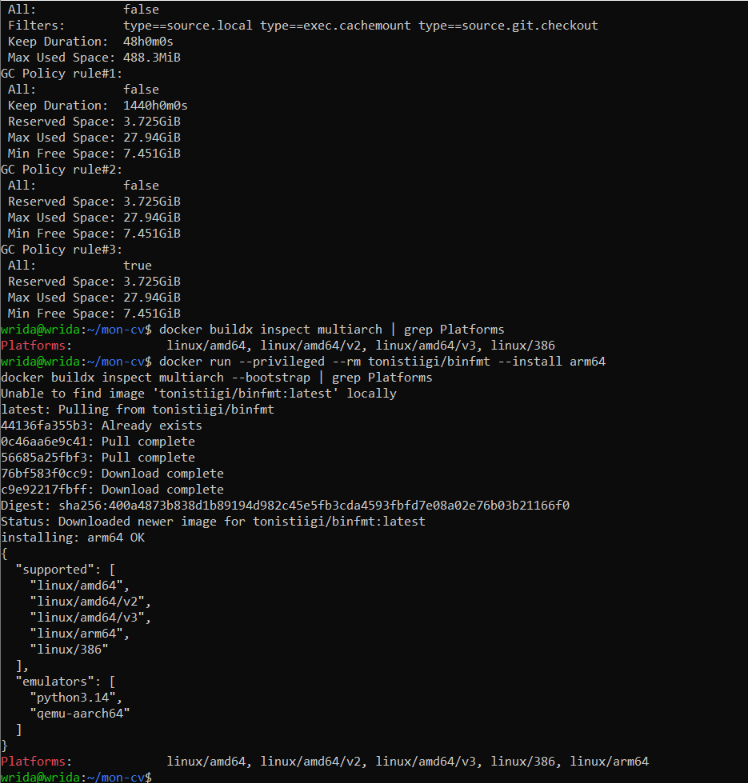 All:            false
Filters:        type==source.local type==exec.cachemount type==source.git.checkout
Keep Duration:  48h0m0s
Max Used Space: 488.3MiB
GC Policy rule#1:
All:            false
Keep Duration:  1440h0m0s
Reserved Space: 3.725GiB
Max Used Space: 27.94GiB
Min Free Space: 7.451GiB
GC Policy rule#2:
All:            false
Reserved Space: 3.725GiB
Max Used Space: 27.94GiB
Min Free Space: 7.451GiB
GC Policy rule#3:
All:            true
Reserved Space: 3.725GiB
Max Used Space: 27.94GiB
Min Free Space: 7.451GiB
wrida@wrida:~/mon-cv$ docker buildx inspect multiarch | grep Platforms
Platforms:             linux/amd64, linux/amd64/v2, linux/amd64/v3, linux/386
wrida@wrida:~/mon-cv$ docker run --privileged --rm tonistiigi/binfmt --install arm64
docker buildx inspect multiarch --bootstrap | grep Platforms
Unable to find image 'tonistiigi/binfmt:latest' locally
latest: Pulling from tonistiigi/binfmt
44136fa355b3: Already exists
0c46aa6e9c41: Pull complete
56685a25fbf3: Pull complete
76bf583f0cc9: Download complete
c9e92217fbff: Download complete
Digest: sha256:400a4873b838d1b89194d982c45e5fb3cda4593fbfd7e08a02e76b03b21166f0
Status: Downloaded newer image for tonistiigi/binfmt:latest
installing: arm64 OK
{
  "supported": [
    "linux/amd64",
    "linux/amd64/v2",
    "linux/amd64/v3",
    "linux/arm64",
    "linux/386"
  ],
  "emulators": [
    "python3.14",
    "qemu-aarch64"
  ]
}
Platforms:             linux/amd64, linux/amd64/v2, linux/amd64/v3, linux/386, linux/arm64
wrida@wrida:~/mon-cv$